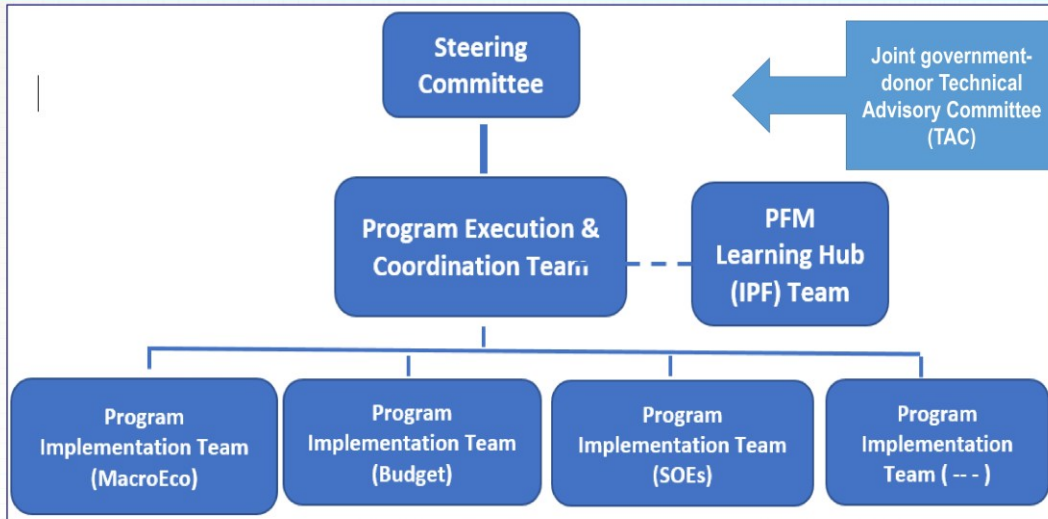 Steering
Committee
Joint government-
donor Technical
Advisory Committee
(TAC)
Program Execution &
Coordination Team
PFM
Learning Hub
(IPF) Team
Program
Implementation Team
(MacroEco)
Program
Implementation Team
(Budget)
Program
Implementation Team
(SOEs)
Program
Implementation
Team ( -- - )